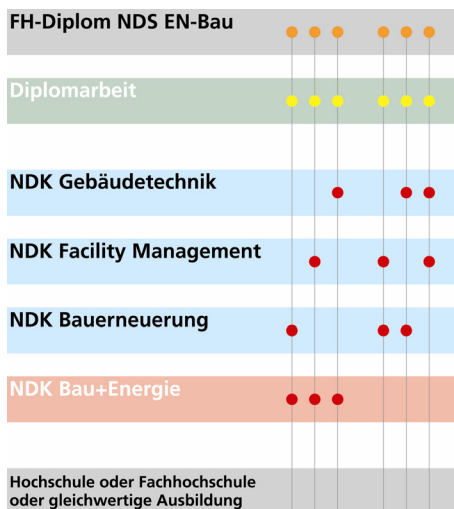 FH-Diplom NDS EN-Bau
Diplomarbeit
NDK Gebäudetechnik
NDK Facility Management
NDK Bauerneuerung
NDK Bau+Energie
Hochschule oder Fachhochschule
oder gleichwertige Ausbildung